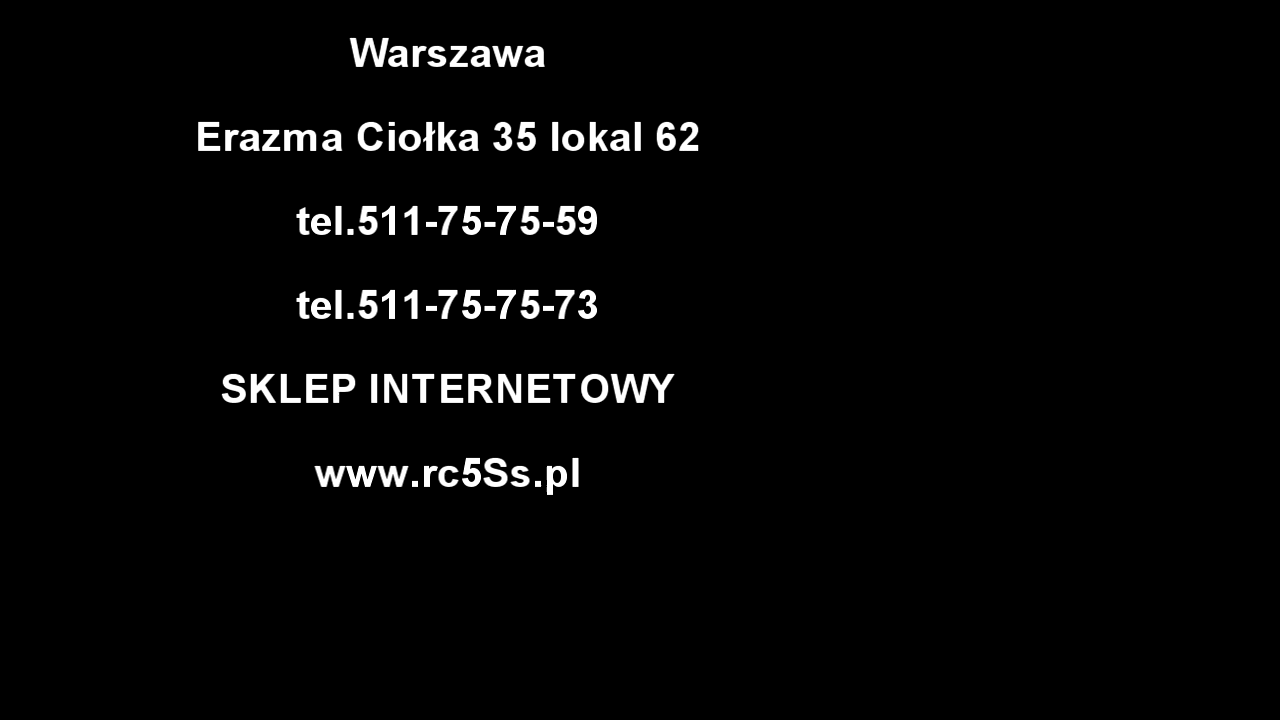 Warszawa
Erazma Ciołka 35 lokal 62
tel.511-75-75-59
tel.511-75-75-73
SKLEP INTERNETOWY
www.rc5Ss.pl